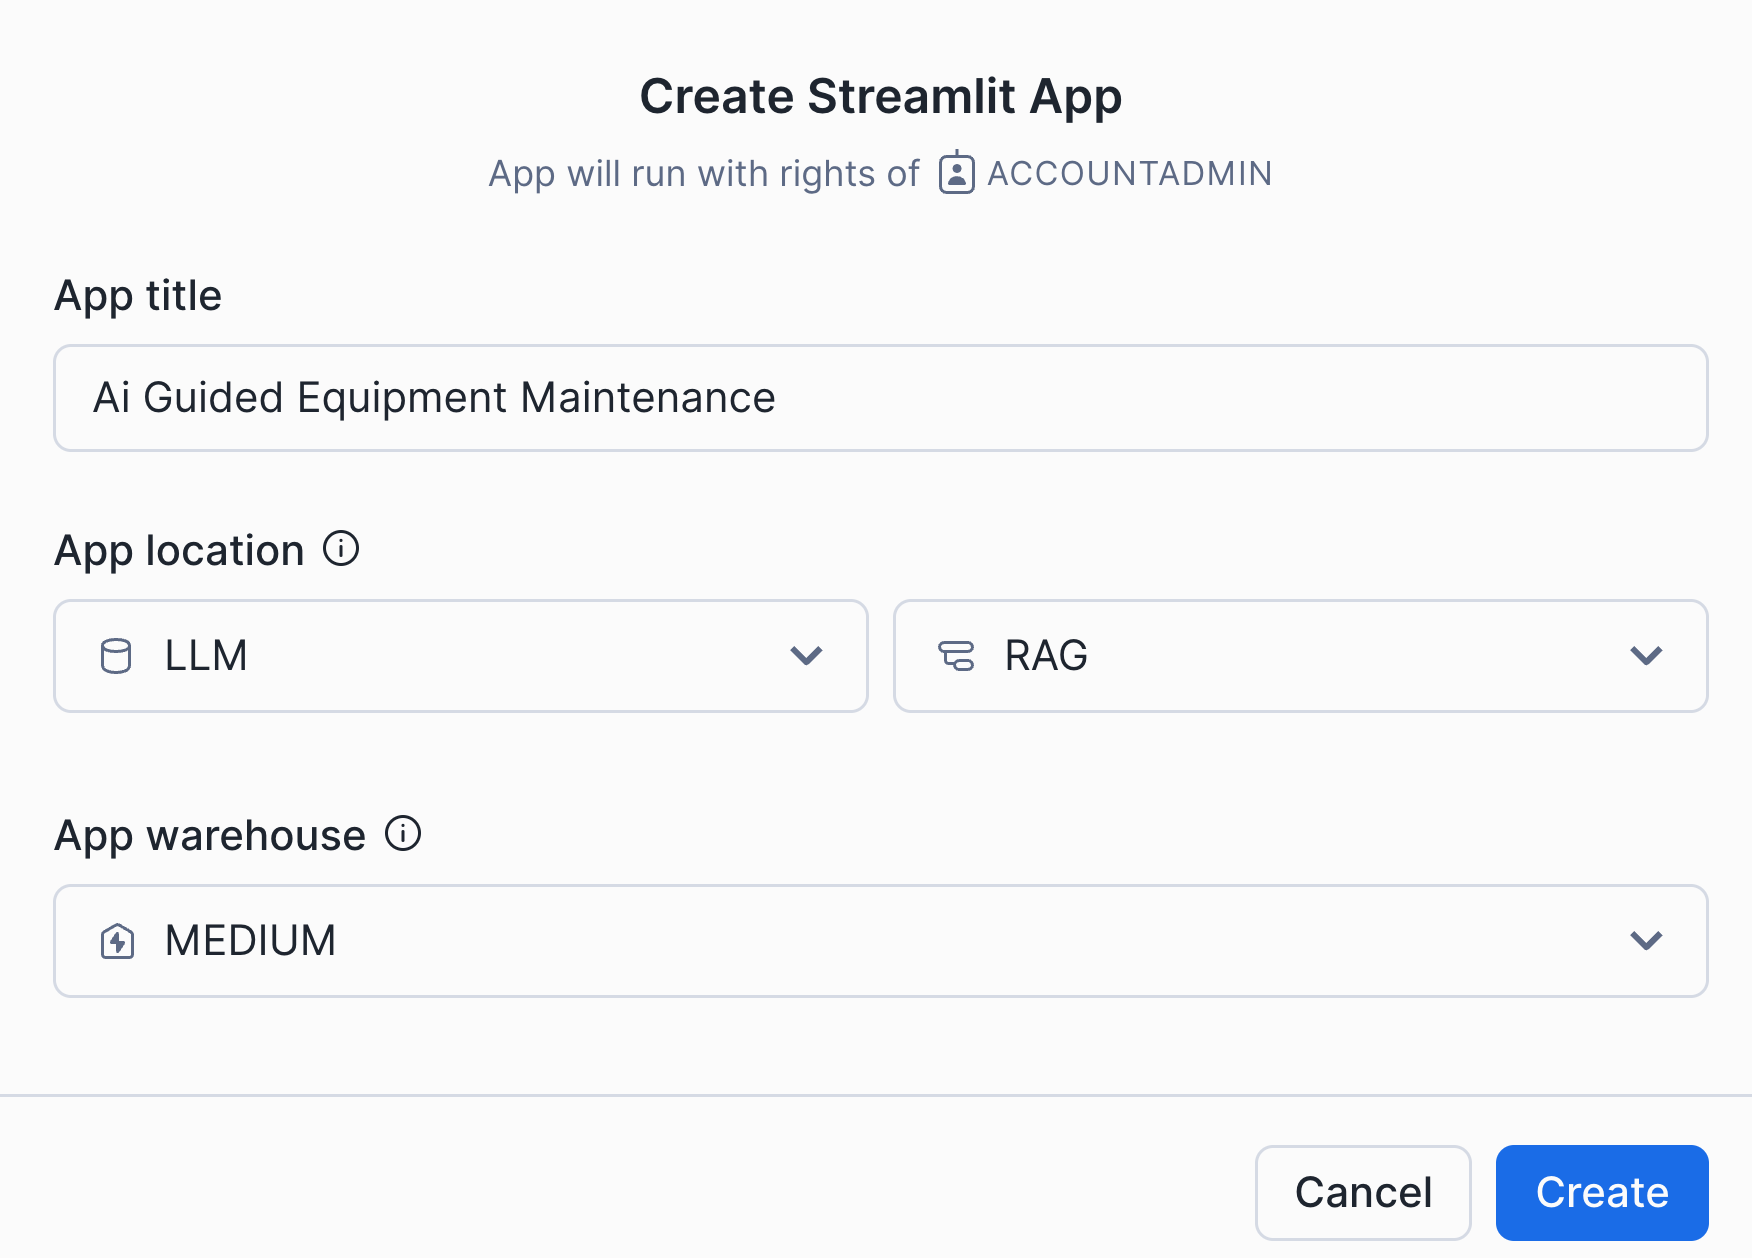 Create Streamlit App
App will run with rights of ACCOUNTADMIN
App title
Ai Guided Equipment Maintenance
App location
LLM
RAG
App warehouse
MEDIUM
Cancel
Create